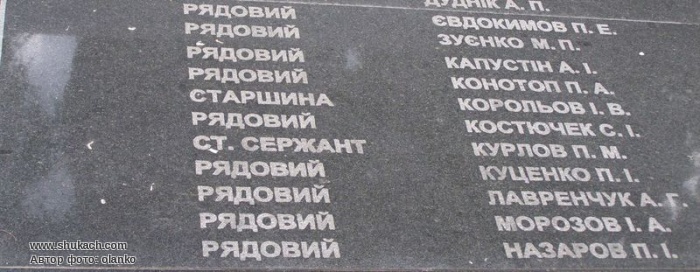 ДУДНІК А. П.
РЯДОВИЙ ЄВДОКИМОВ П. Е.
РЯДОВИЙ ЗУЄНКО М. П.
РЯДОВИЙ КАПУСТІН А. І.
РЯДОВИЙ КОНОТОП П. А.
СТАРШИНА КОРОЛЬОВ І. В.
РЯДОВИЙ КОСТЮЧЕК С. І.
СТ. СЕРЖАНТ КУРЛОВ П. М.
РЯДОВИЙ КУЦЕНКО П. І.
РЯДОВИЙ ЛАВРЕНЧУК А. Г.
РЯДОВИЙ МОРОЗОВ І. А.
РЯДОВИЙ НАЗАРОВ П. І.
www.shukach.com
Автор фото: olanko